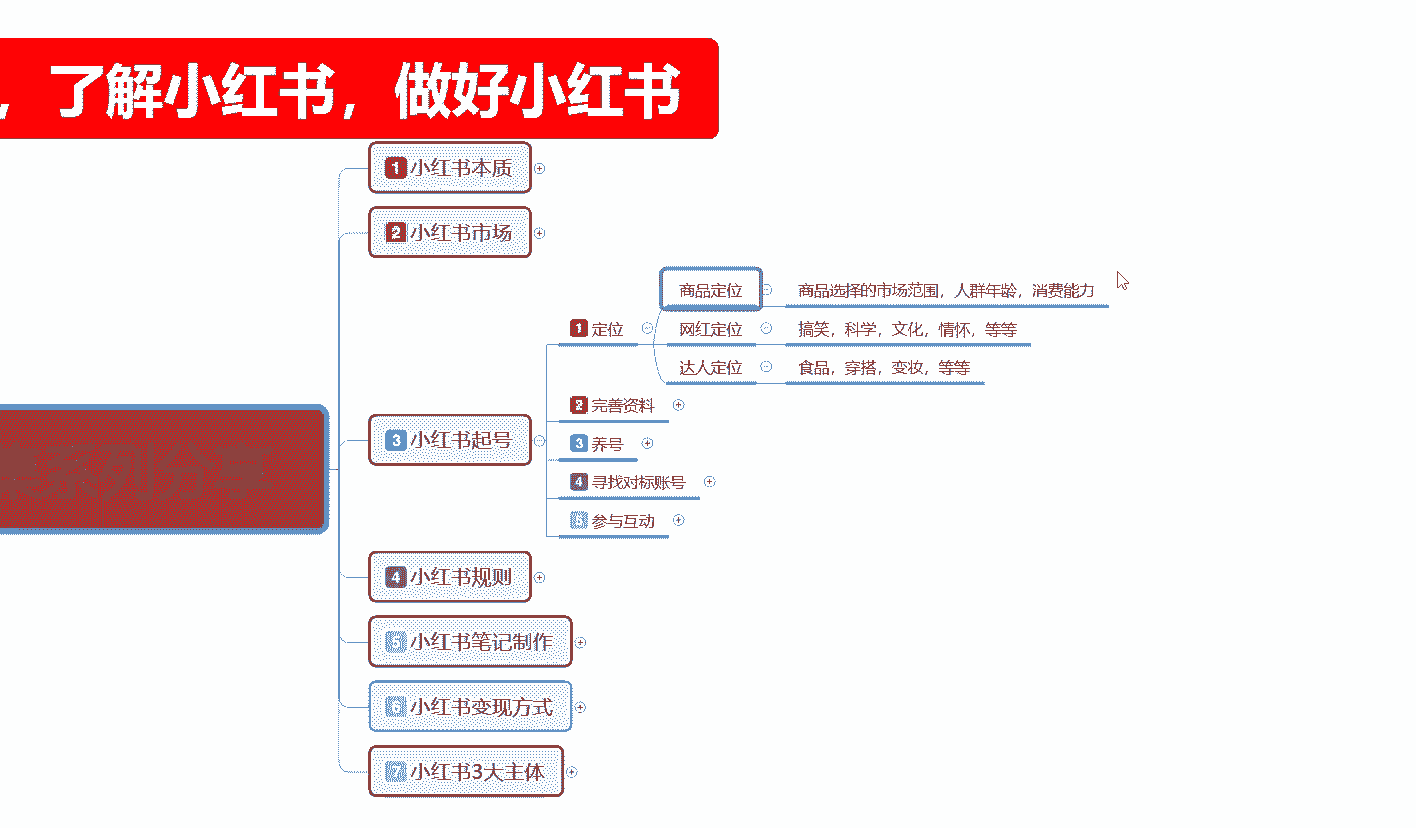 ，了解小红书，做好小红书
1 小红书本质
2 小红书市场
3 小红书起号
1 定位
商品定位
商品选择的市场范围，人群年龄，消费能力
网红定位
搞笑，科学，文化，情怀，等等
达人定位
食品，穿搭，变妆，等等
2 完善资料
3 养号
4 寻找对标账号
5 参与互动
4 小红书规则
5 小红书笔记制作
6 小红书变现方式
7 小红书3大主体